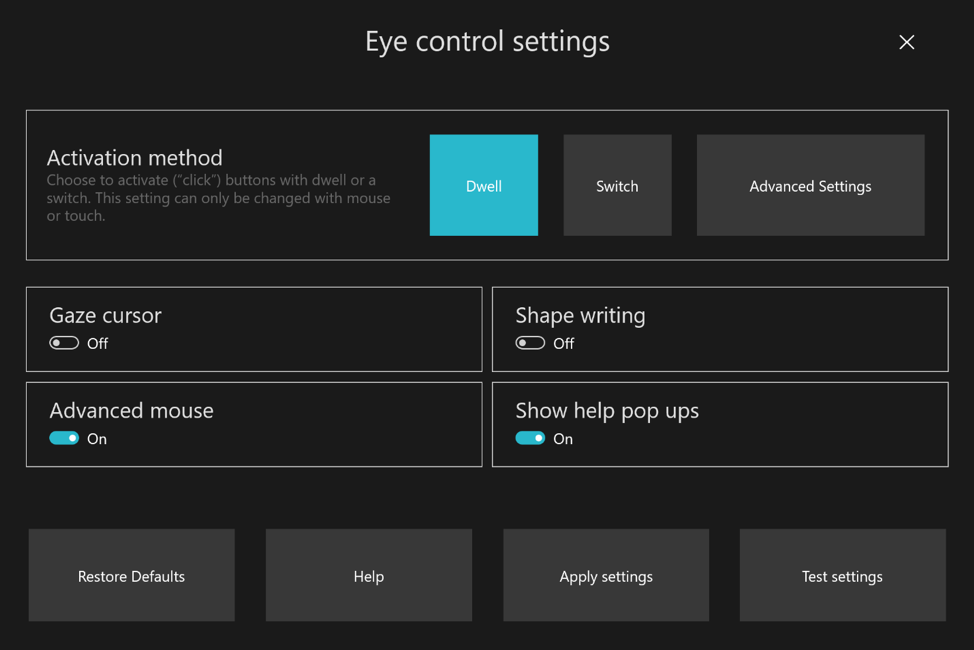 Eye control settings
Activation method
Choose to activate (“click”) buttons with dwell or a
switch. This setting can only be changed with mouse
or touch.
Dwell
Switch
Advanced Settings
Gaze cursor
Off
Shape writing
Off
Advanced mouse
On
Show help pop ups
On
Restore Defaults
Help
Apply settings
Test settings